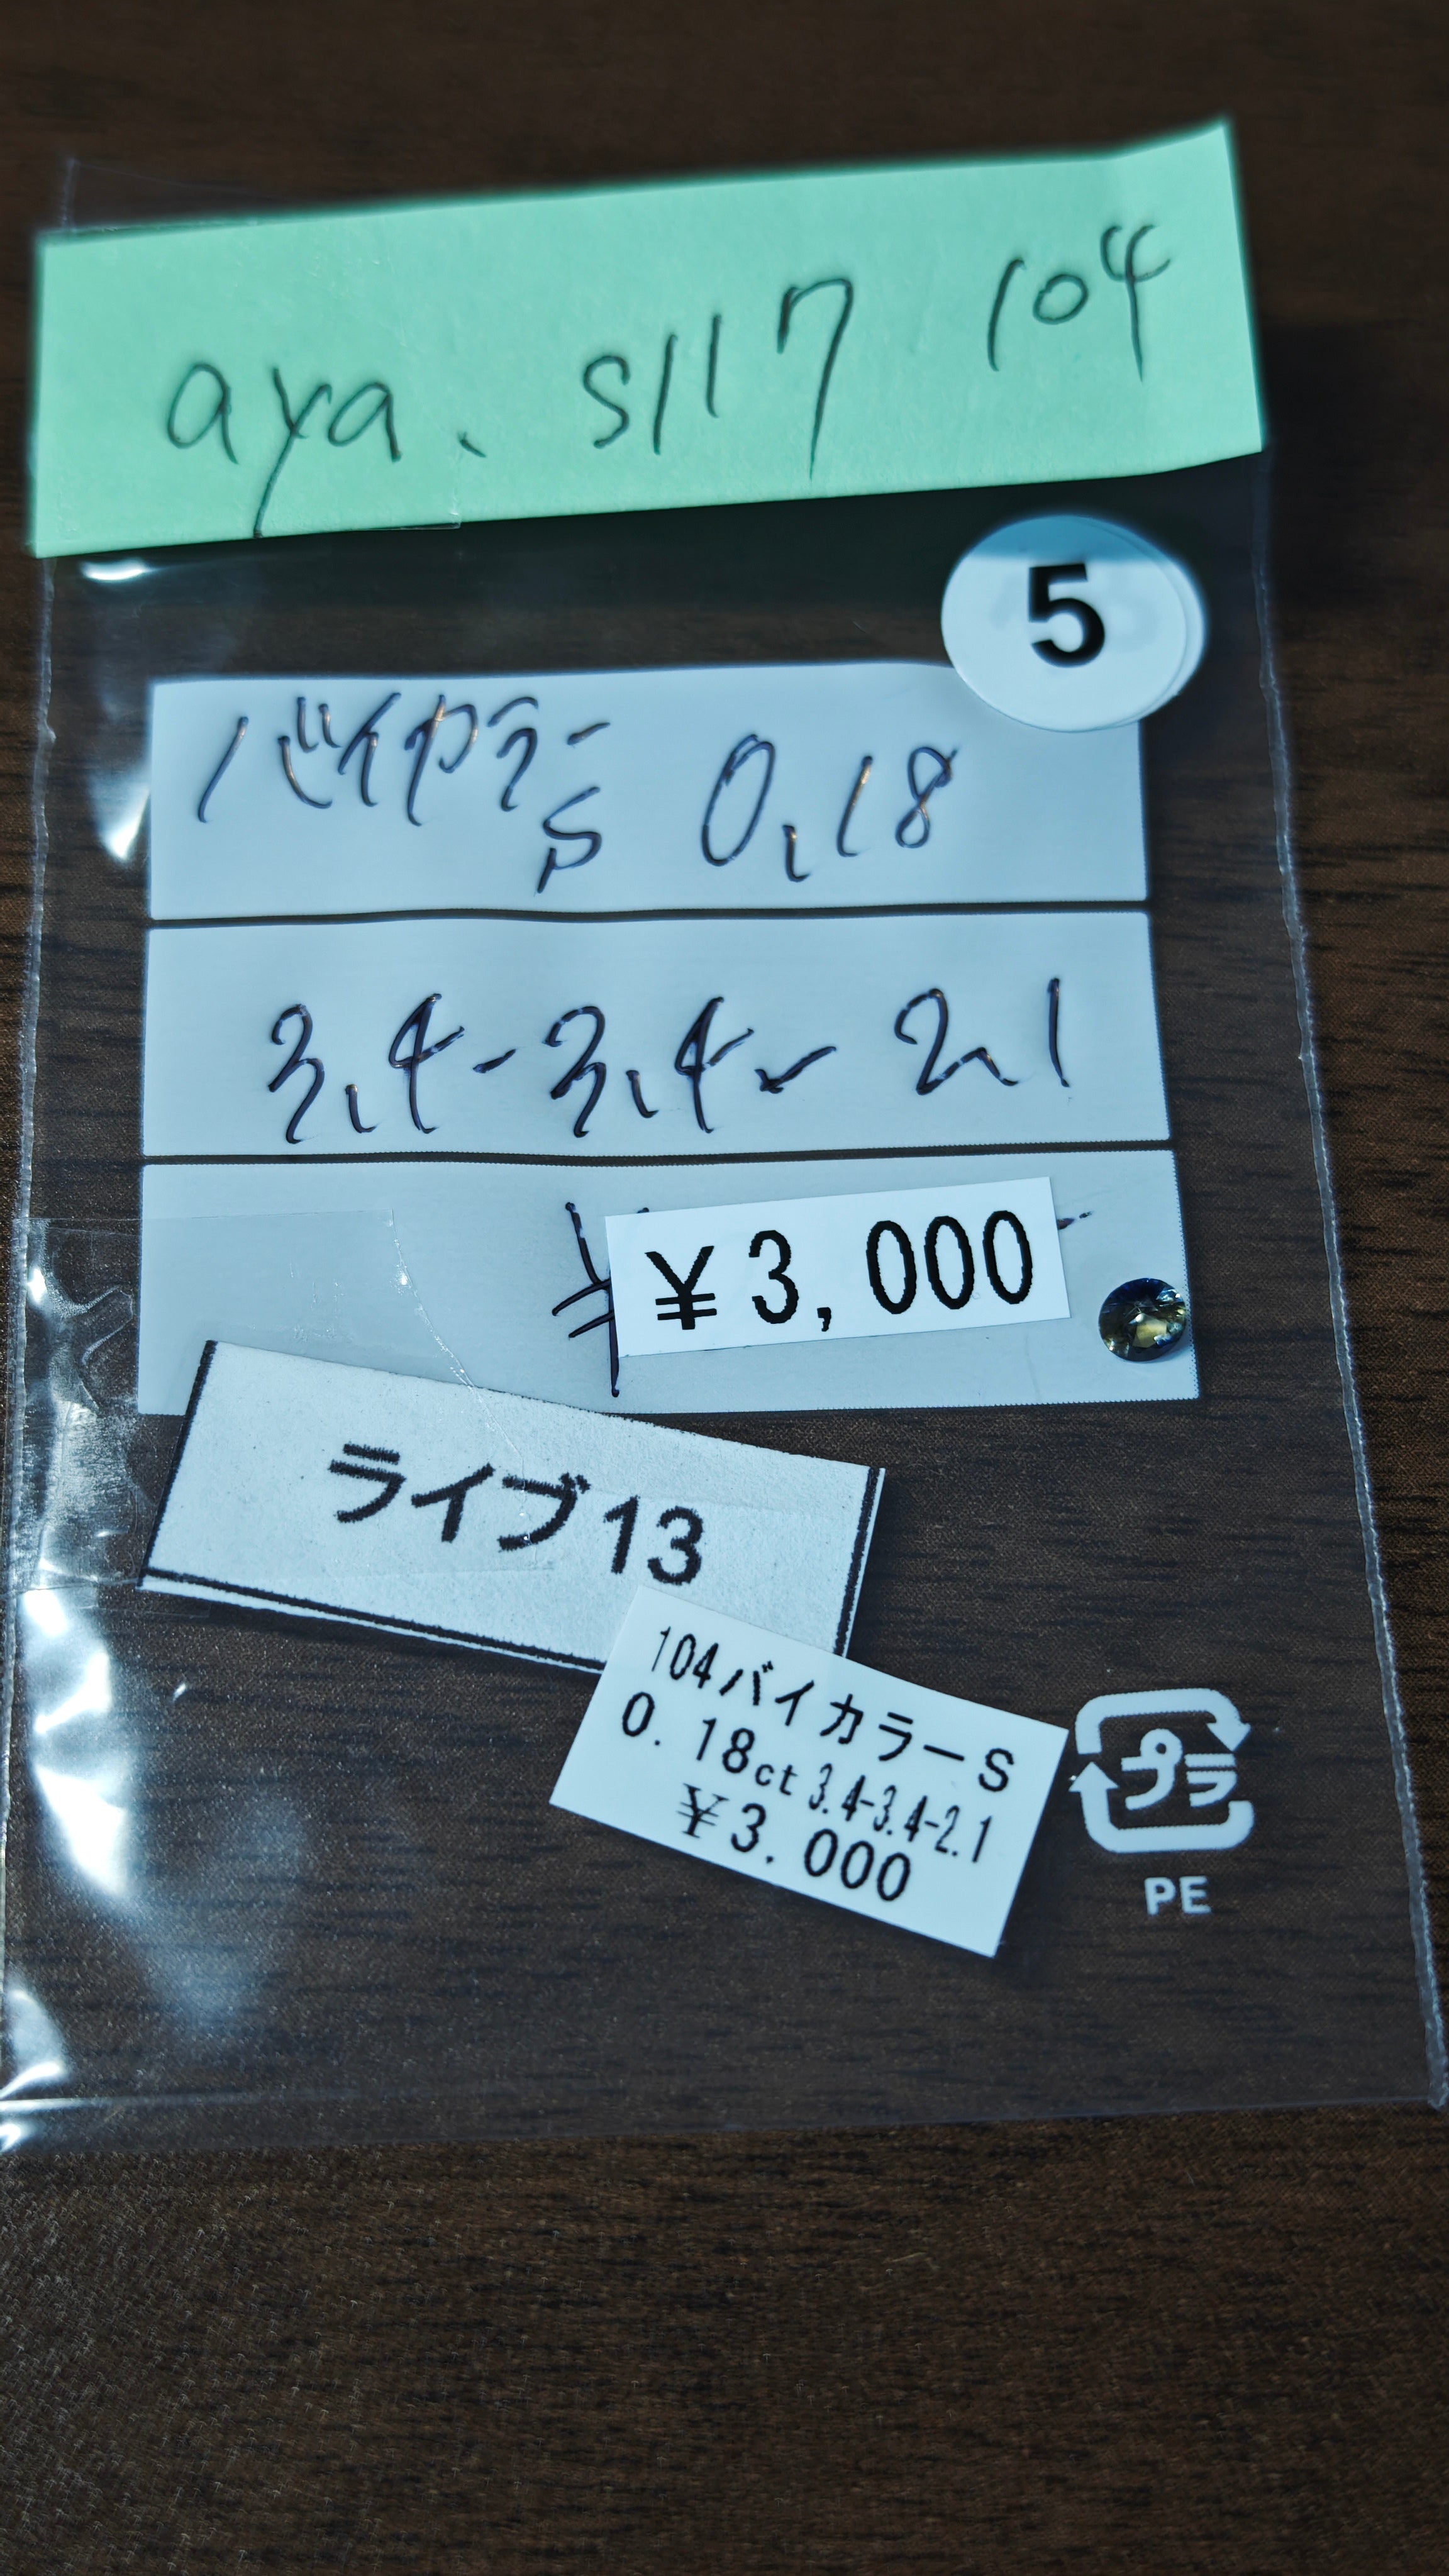 aya. s117 104
5
バイカラー
S 0.18
3.4-3.4-2.1
¥
¥3,000
ライブ13
104バイカラーS
0.18ct 3.4-3.4-2.1
¥3.000
プラ
PE